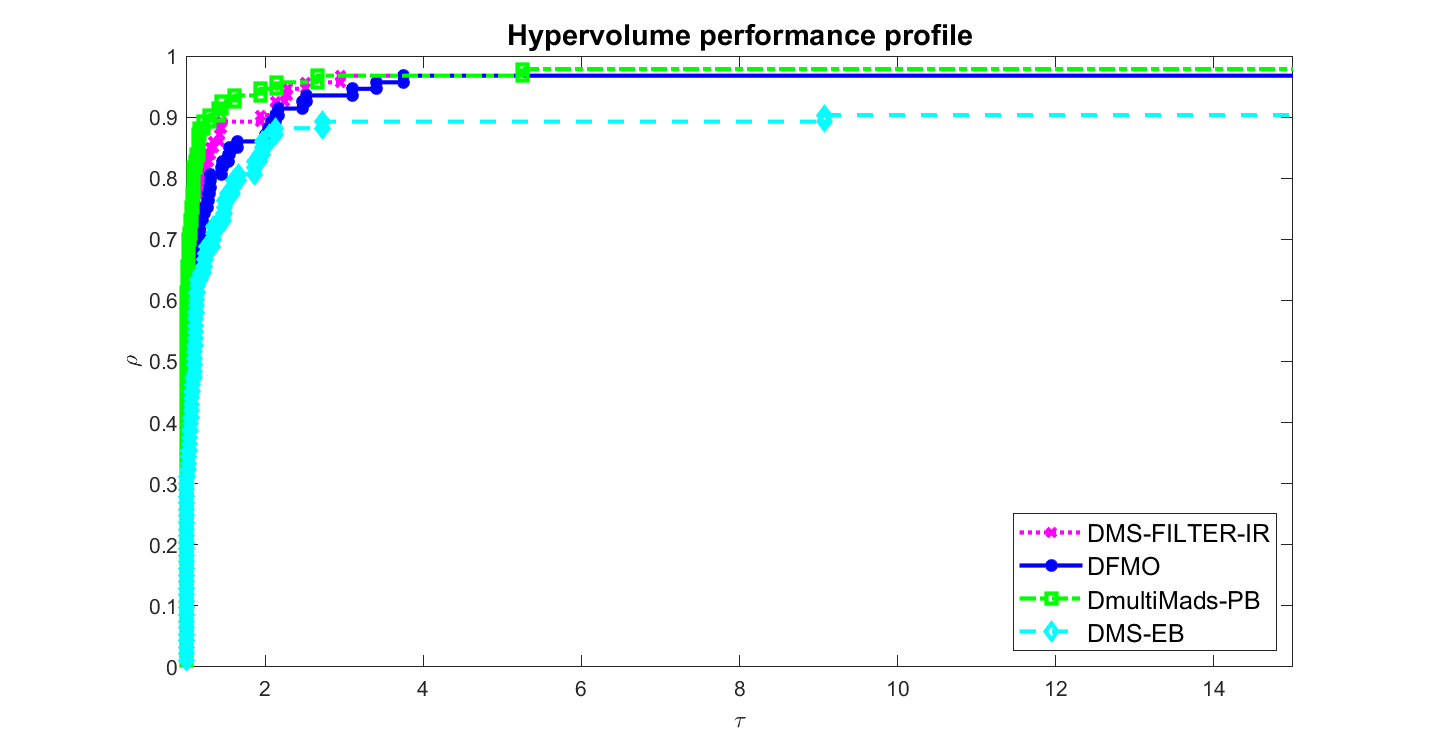 Hypervolume performance profile
1
0.9
0.8
0.7
0.6
0.5
0.4
0.3
0.2
0.1
0
ρ
2 4 6 8 10 12 14
τ
DMS-FILTER-IR
DFMO
DmultiMads-PB
DMS-EB